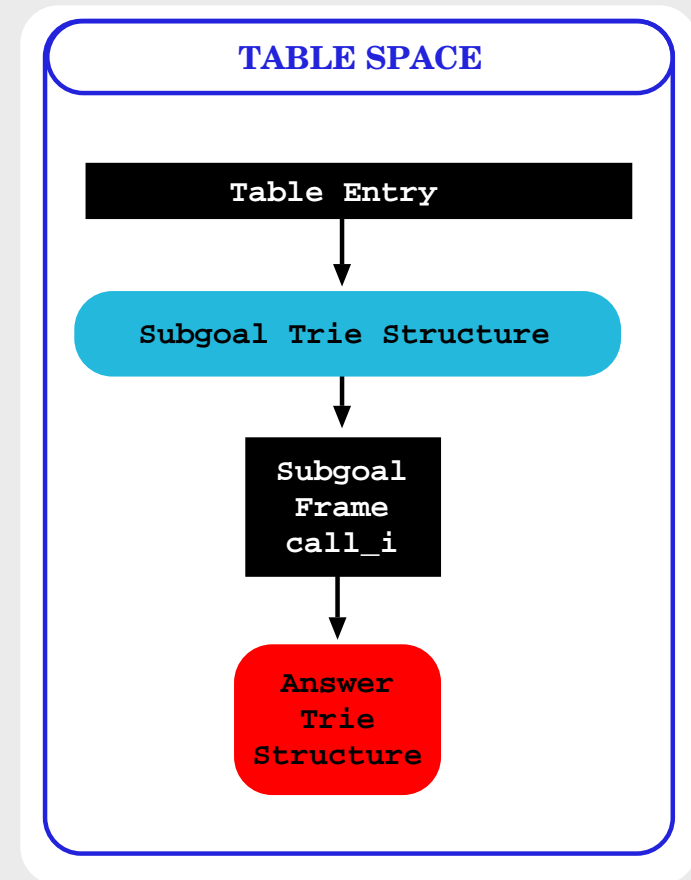 TABLE SPACE
Table Entry
Subgoal Trie Structure
Subgoal
Frame
call_i
Answer
Trie
Structure